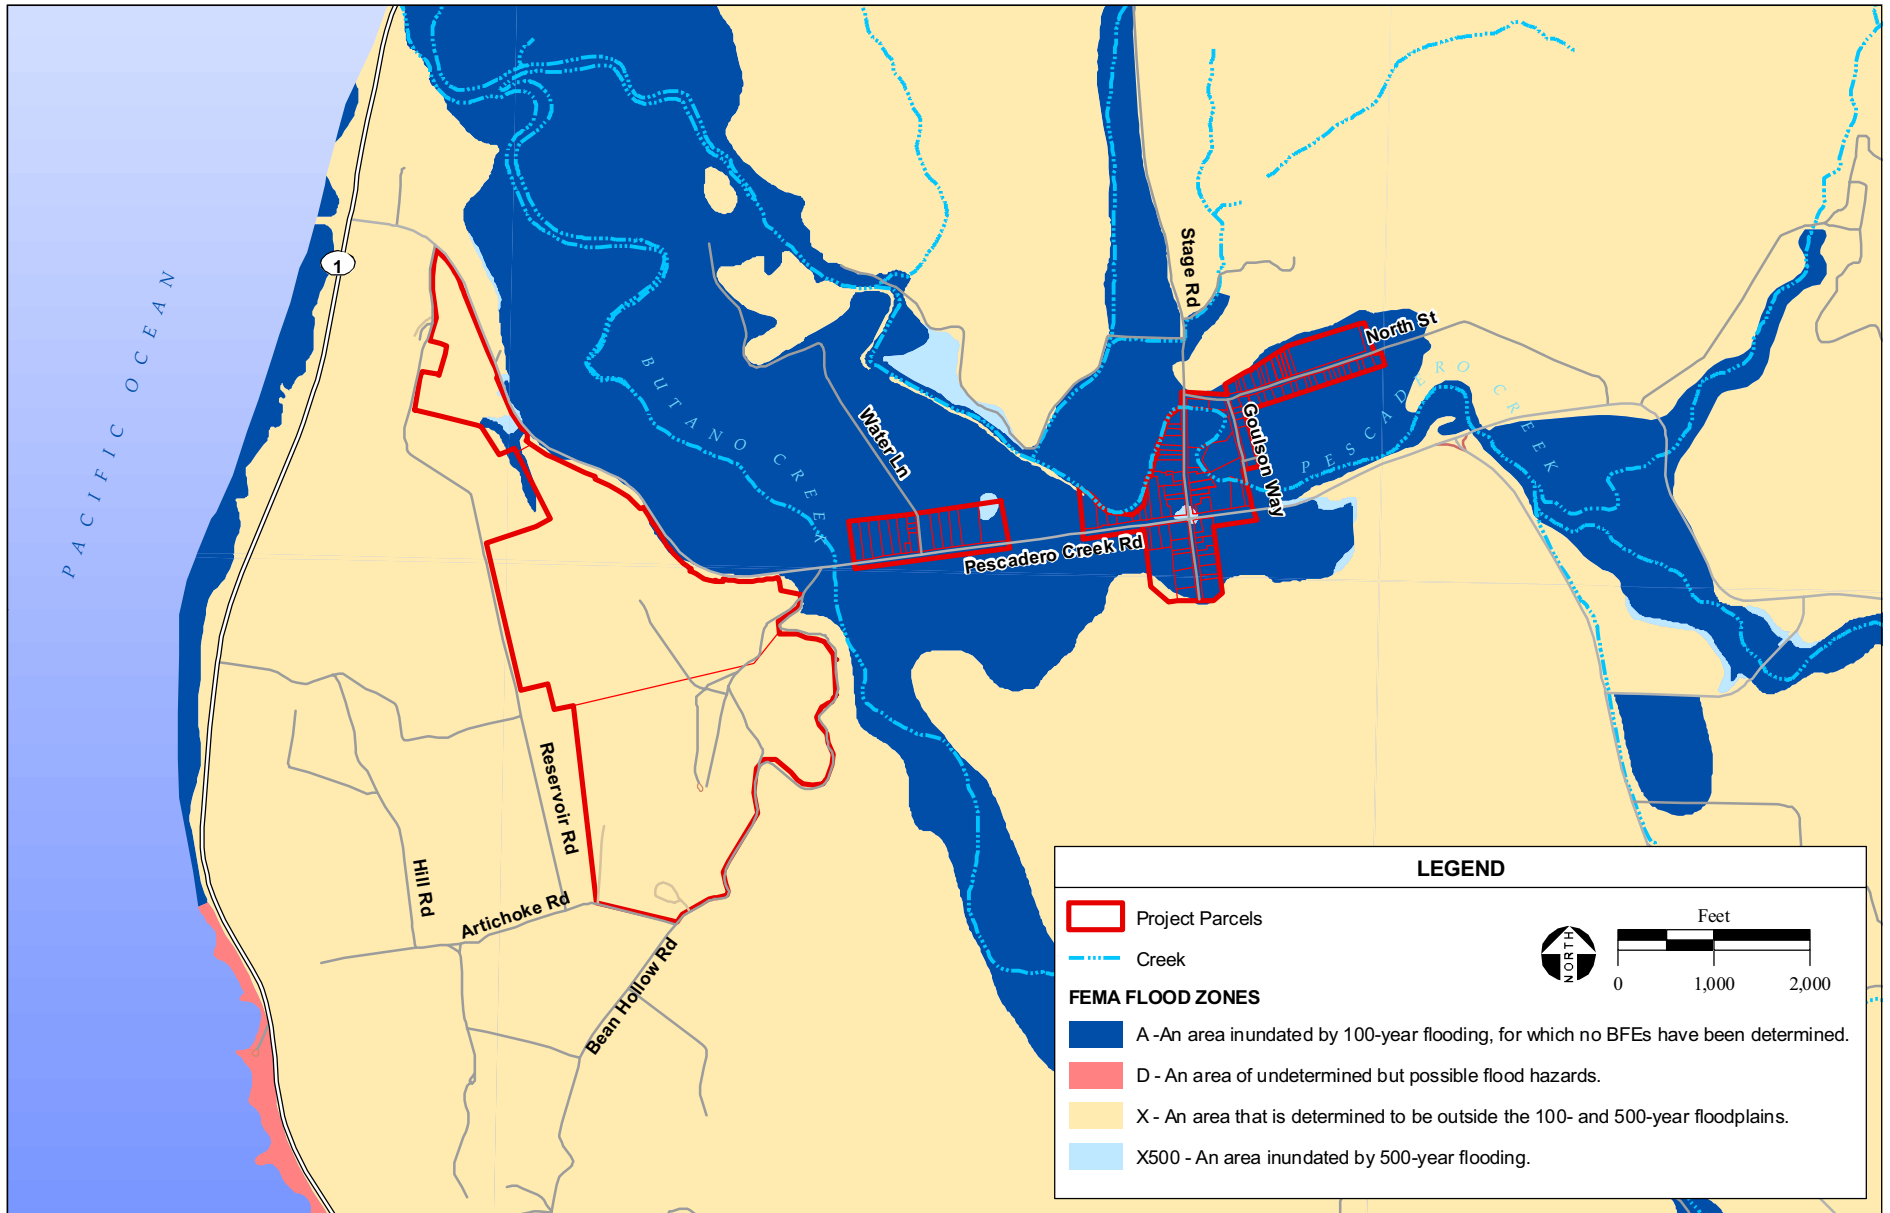 PACIFIC OCEAN
1
BUTANO CREEK
Water Ln
Stage Rd
North St
Goulson Way
PESCADERO CREEK
Pescadero Creek Rd
Reservoir Rd
Hill Rd
Artichoke Rd
Bean Hollow Rd
LEGEND
Project Parcels
Creek
Feet
NORTH
0 1,000 2,000
FEMA FLOOD ZONES
A -An area inundated by 100-year flooding, for which no BFEs have been determined.
D - An area of undetermined but possible flood hazards.
X - An area that is determined to be outside the 100- and 500-year floodplains.
X500 - An area inundated by 500-year flooding.